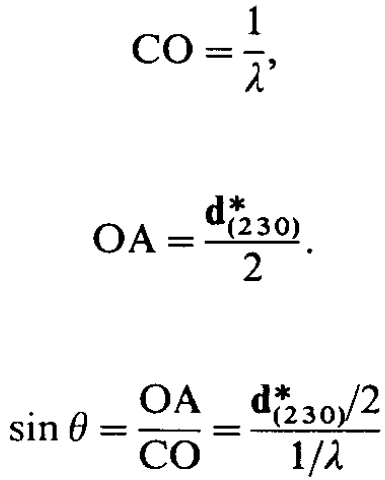 CO = 1/λ,
OA = d*(230)/2.
sin θ = OA/CO = d*(230)/2 / 1/λ